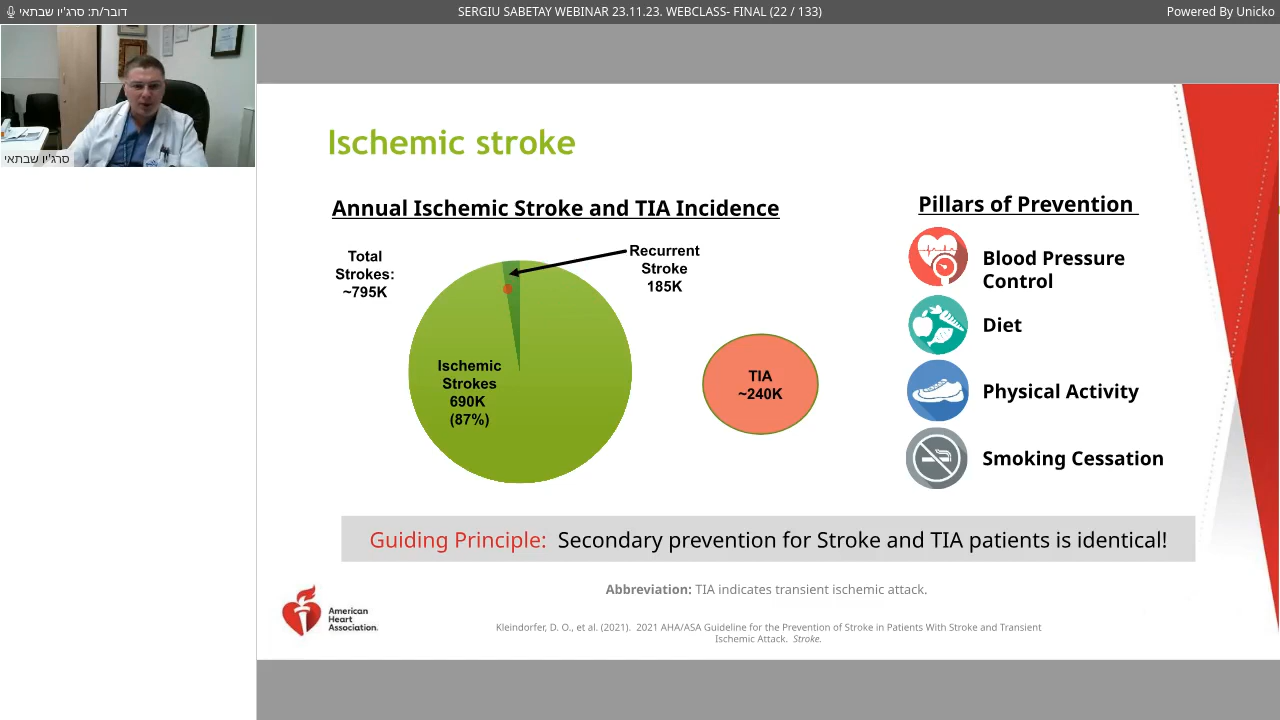 דובר/ת: סרג'יו שבתאי
SERGIU SABETAY WEBINAR 23.11.23. WEBCLASS- FINAL (22 / 133)
Powered By Unicko
סרג'יו שבתאי
Ischemic stroke
Annual Ischemic Stroke and TIA Incidence
Total
Strokes:
~795K
Recurrent
Stroke
185K
Ischemic
Strokes
690K
(87%)
TIA
~240K
Pillars of Prevention
Blood Pressure
Control
Diet
Physical Activity
Smoking Cessation
Guiding Principle: Secondary prevention for Stroke and TIA patients is identical!
Abbreviation: TIA indicates transient ischemic attack.
American
Heart
Association.
Kleindorfer, D. O., et al. (2021). 2021 AHA/ASA Guideline for the Prevention of Stroke in Patients With Stroke and Transient
Ischemic Attack. Stroke.